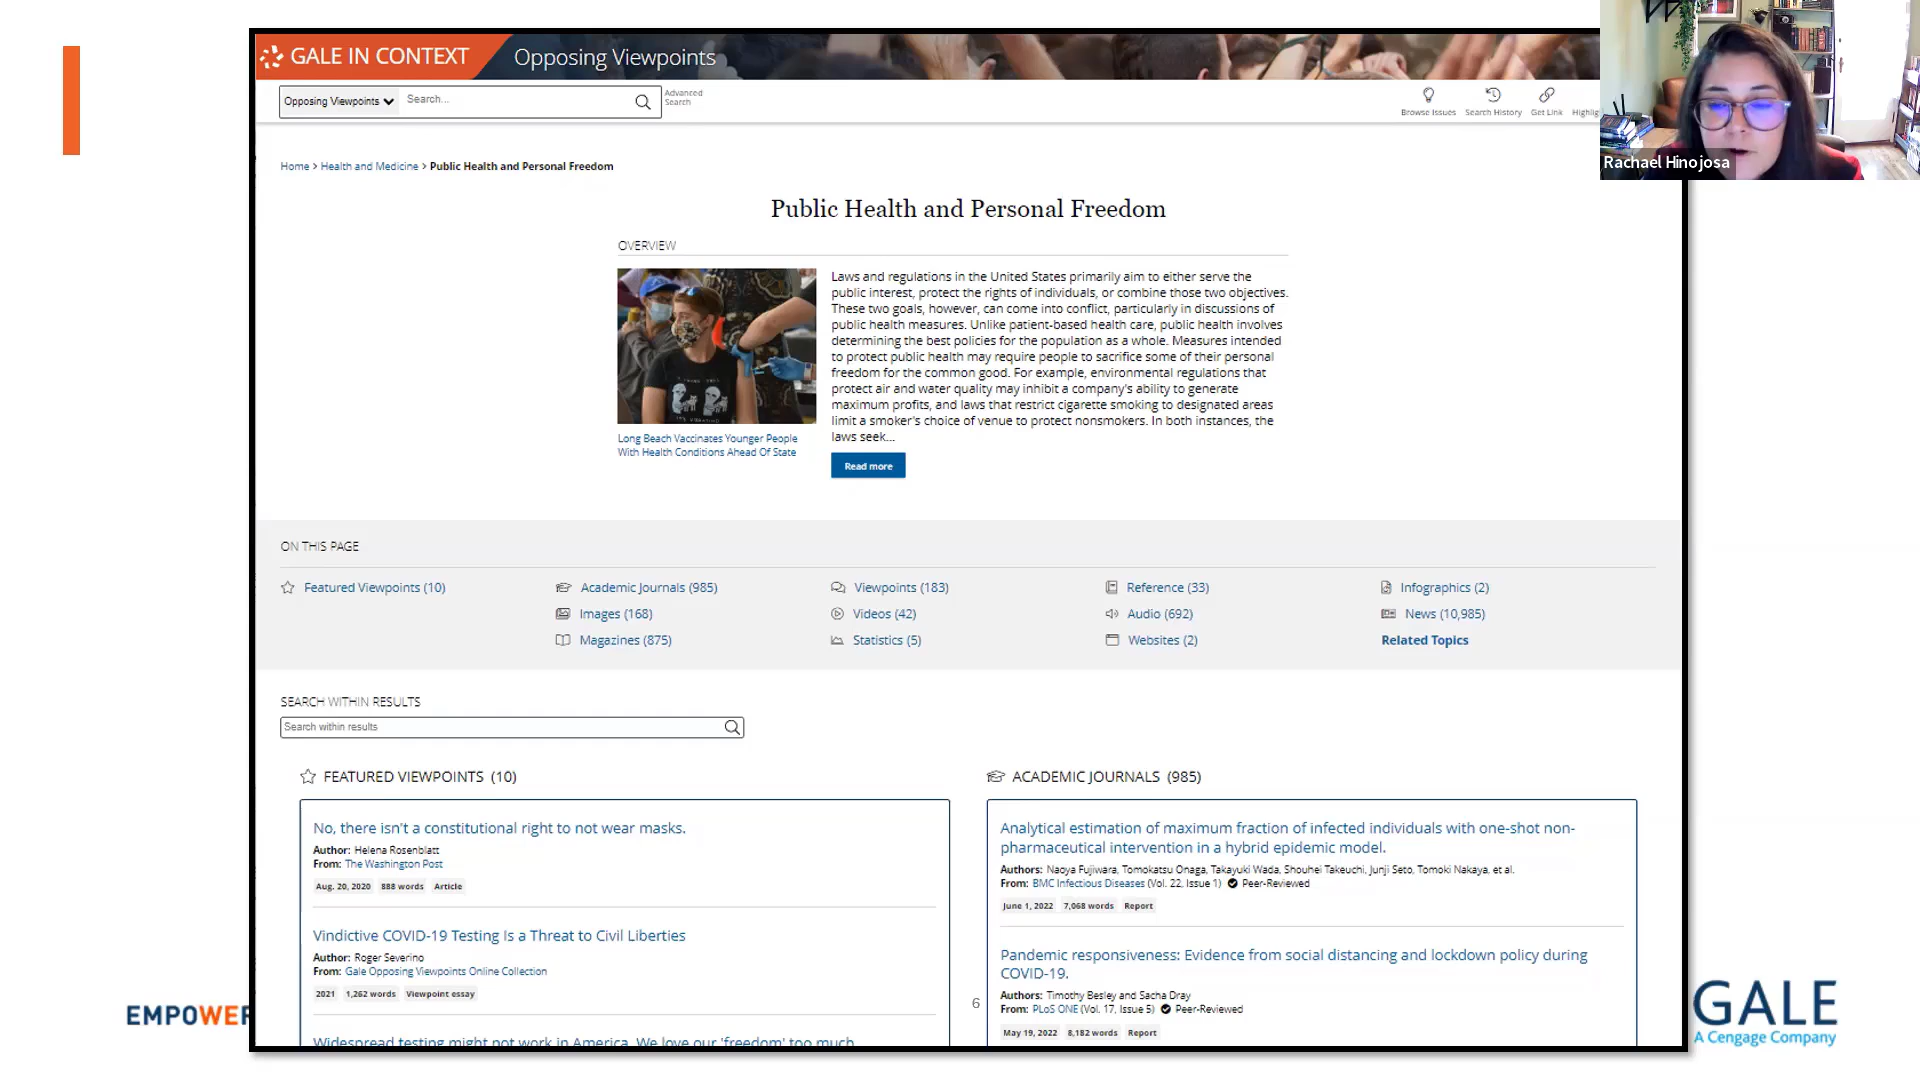 GALE IN CONTEXT
Opposing Viewpoints
Opposing Viewpoints
Search...
Advanced
Search
Browse Issues
Search History
Get Link
Rachael Hinojosa
Home > Health and Medicine > Public Health and Personal Freedom
Public Health and Personal Freedom
OVERVIEW
Laws and regulations in the United States primarily aim to either serve the
public interest, protect the rights of individuals, or combine those two objectives.
These two goals, however, can come into conflict, particularly in discussions of
public health measures. Unlike patient-based health care, public health involves
determining the best policies for the population as a whole. Measures intended
to protect public health may require people to sacrifice some of their personal
freedom for the common good. For example, environmental regulations that
protect air and water quality may inhibit a company's ability to generate
maximum profits, and laws that restrict cigarette smoking to designated areas
limit a smoker's choice of venue to protect nonsmokers. In both instances, the
laws seek...
Long Beach Vaccinates Younger People
With Health Conditions Ahead Of State
Read more
ON THIS PAGE
Featured Viewpoints (10)
Academic Journals (985)
Viewpoints (183)
Reference (33)
Infographics (2)
Images (168)
Videos (42)
Audio (692)
News (10,985)
Magazines (875)
Statistics (5)
Websites (2)
Related Topics
SEARCH WITHIN RESULTS
Search within results
FEATURED VIEWPOINTS (10)
No, there isn't a constitutional right to not wear masks.
Author: Helena Rosenblatt
From: The Washington Post
Aug. 20, 2020 888 words Article
Vindictive COVID-19 Testing Is a Threat to Civil Liberties
Author: Roger Severino
From: Gale Opposing Viewpoints Online Collection
2021 1,262 words Viewpoint essay
Widespread testing might not work in America. We love our 'freedom' too much
ACADEMIC JOURNALS (985)
Analytical estimation of maximum fraction of infected individuals with one-shot non-
pharmaceutical intervention in a hybrid epidemic model.
Authors: Naoya Fujiwara, Tomokatsu Onaga, Takayuki Wada, Shouhei Takeuchi, Junji Seto, Tomoki Nakaya, et al.
From: BMC Infectious Diseases (Vol. 22, Issue 1) Peer-Reviewed
June 1, 2022 7,068 words Report
Pandemic responsiveness: Evidence from social distancing and lockdown policy during
COVID-19.
Authors: Timothy Besley and Sacha Dray
From: PLoS ONE (Vol. 17, Issue 5) Peer-Reviewed
May 19, 2022 8,182 words Report
6
EMPOWER
GALE
A Cengage Company